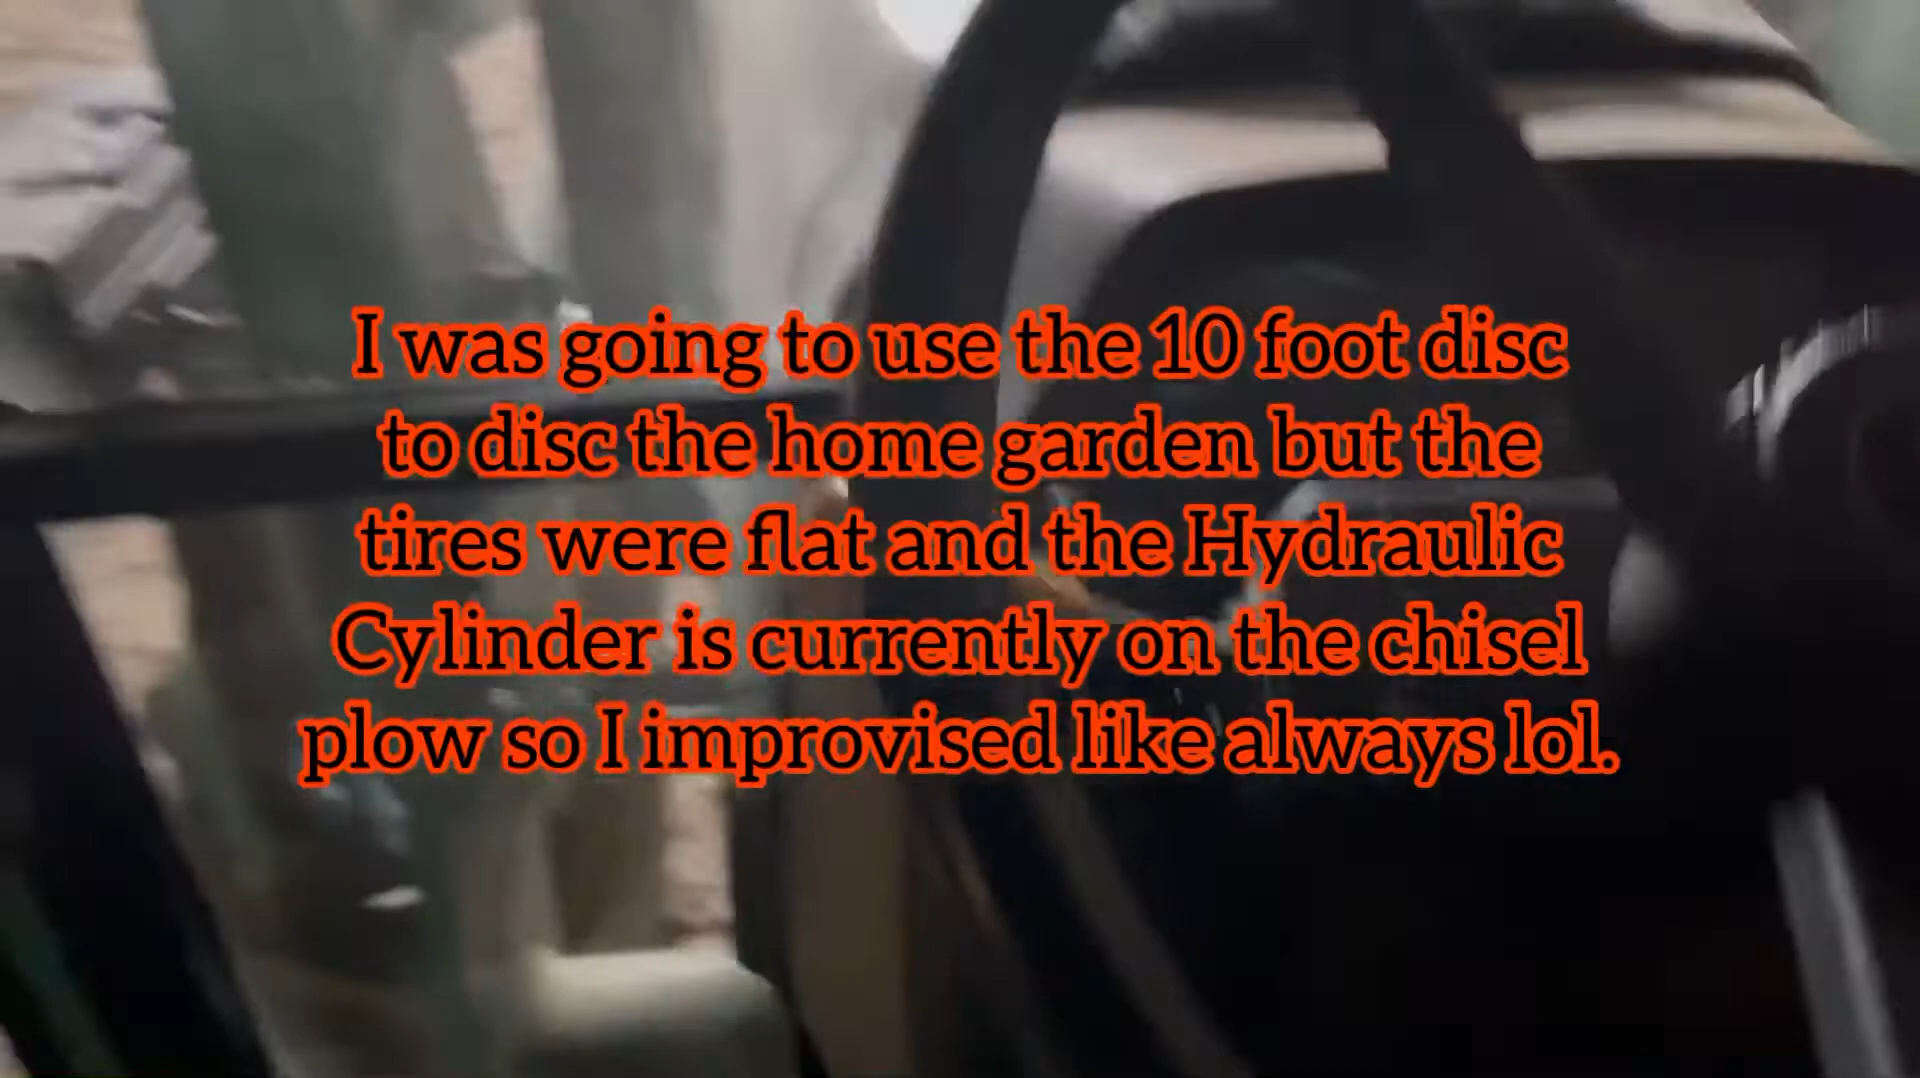 I was going to use the 10 foot disc
to disc the home garden but the
tires were flat and the Hydraulic
Cylinder is currently on the chisel
plow so I improvised like always lol.